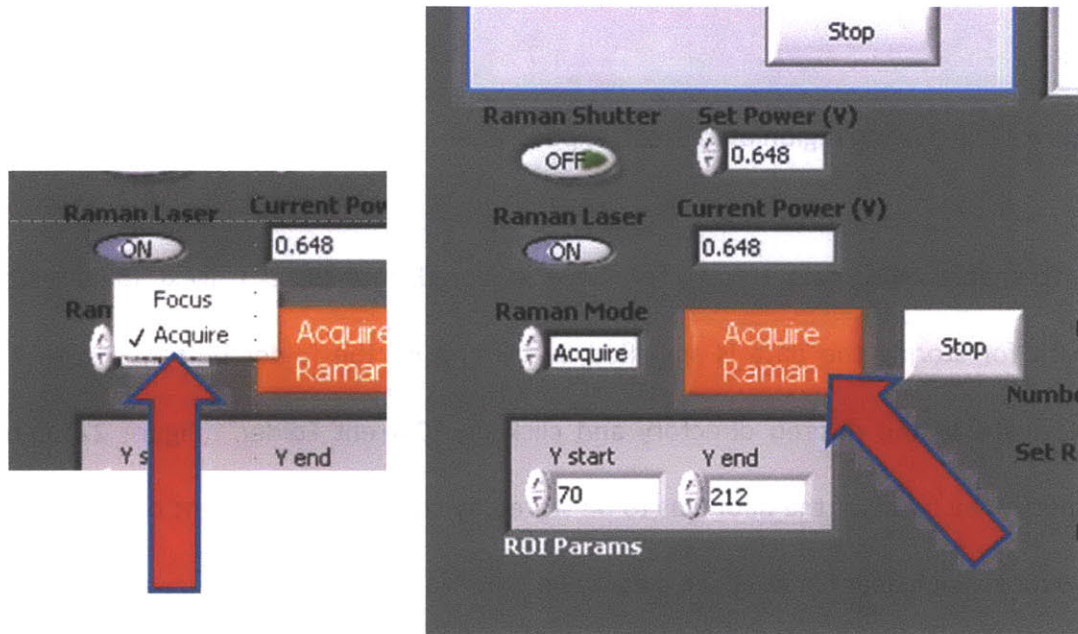 Raman Laser
Current Pow
ON
0.648
Focus
✓ Acquire
Ram
Acquire
Raman
Y s
Y end
Stop
Raman Shutter
Set Power (V)
OFF
0.648
Raman Laser
Current Power (V)
ON
0.648
Raman Mode
Acquire
Acquire
Raman
Stop
Numbe
Set R
Y start
Y end
70
212
ROI Params